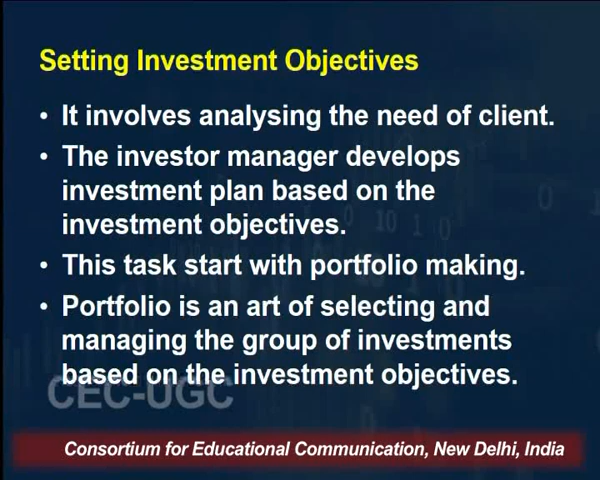 Setting Investment Objectives
• It involves analysing the need of client.
• The investor manager develops
investment plan based on the
investment objectives.
• This task start with portfolio making.
• Portfolio is an art of selecting and
managing the group of investments
based on the investment objectives.
CEC-UGC
Consortium for Educational Communication, New Delhi, India